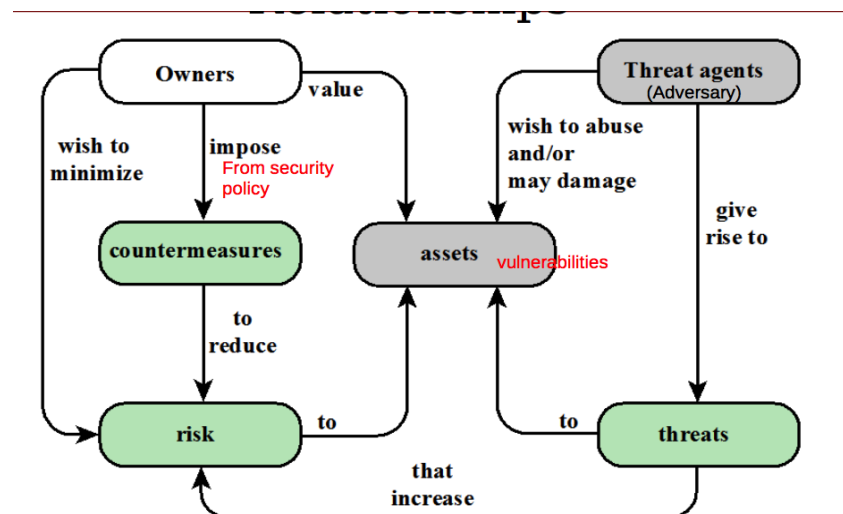 Relationships
Owners
value
Threat agents
(Adversary)
wish to
minimize
impose
From security
policy
wish to abuse
and/or
may damage
give
rise to
countermeasures
assets
vulnerabilities
to
reduce
risk
to
to
threats
that
increase